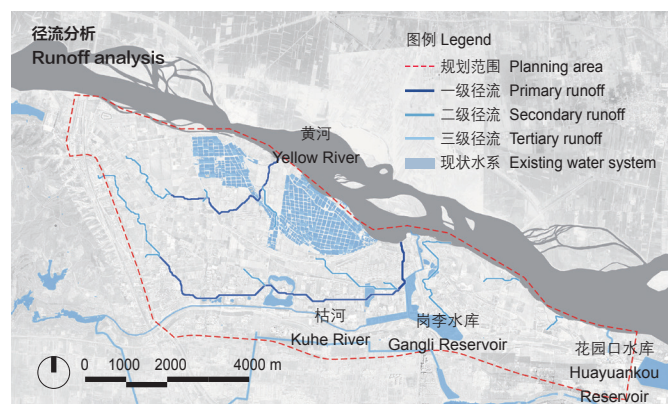 径流分析
Runoff analysis
图例 Legend
规划范围 Planning area
一级径流 Primary runoff
二级径流 Secondary runoff
三级径流 Tertiary runoff
现状水系 Existing water system
黄河
Yellow River
枯河
Kuhe River
岗李水库
Gangli Reservoir
花园口水库
Huayuankou
Reservoir
0 1000 2000 4000 m